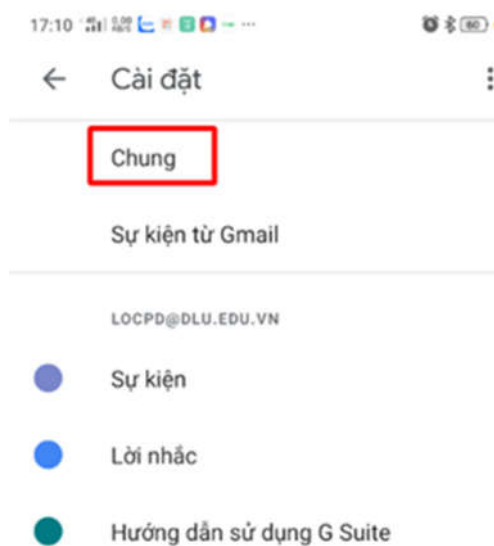 17:10
60
Cài đặt
Chung
Sự kiện từ Gmail
LOCPD@DLU.EDU.VN
Sự kiện
Lời nhắc
Hướng dẫn sử dụng G Suite